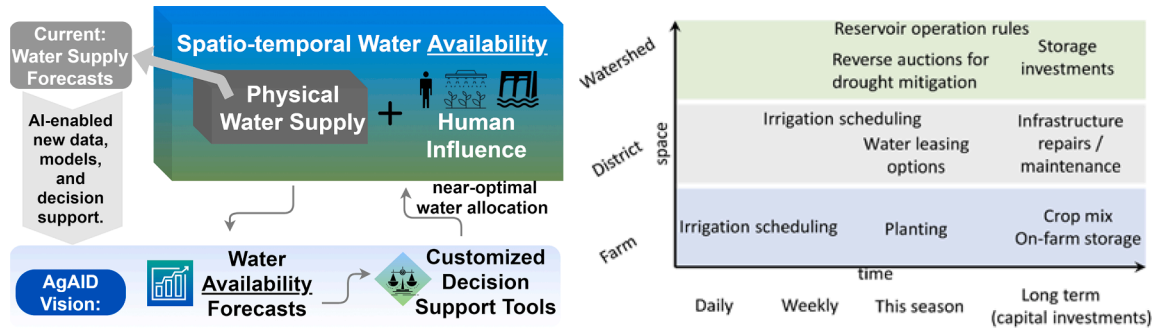 Current:
Water Supply
Forecasts
AI-enabled
new data,
models,
and
decision
support.
Spatio-temporal Water Availability
Physical
Water Supply
+
Human
Influence
near-optimal
water allocation
AgAID
Vision:
Water
Availability
Forecasts
Customized
Decision
Support Tools
Watershed
District
Farm
space
Reservoir operation rules
Reverse auctions for
drought mitigation
Storage
investments
Irrigation scheduling
Water leasing
options
Infrastructure
repairs /
maintenance
Irrigation scheduling
Planting
Crop mix
On-farm storage
time
Daily
Weekly
This season
Long term
(capital investments)